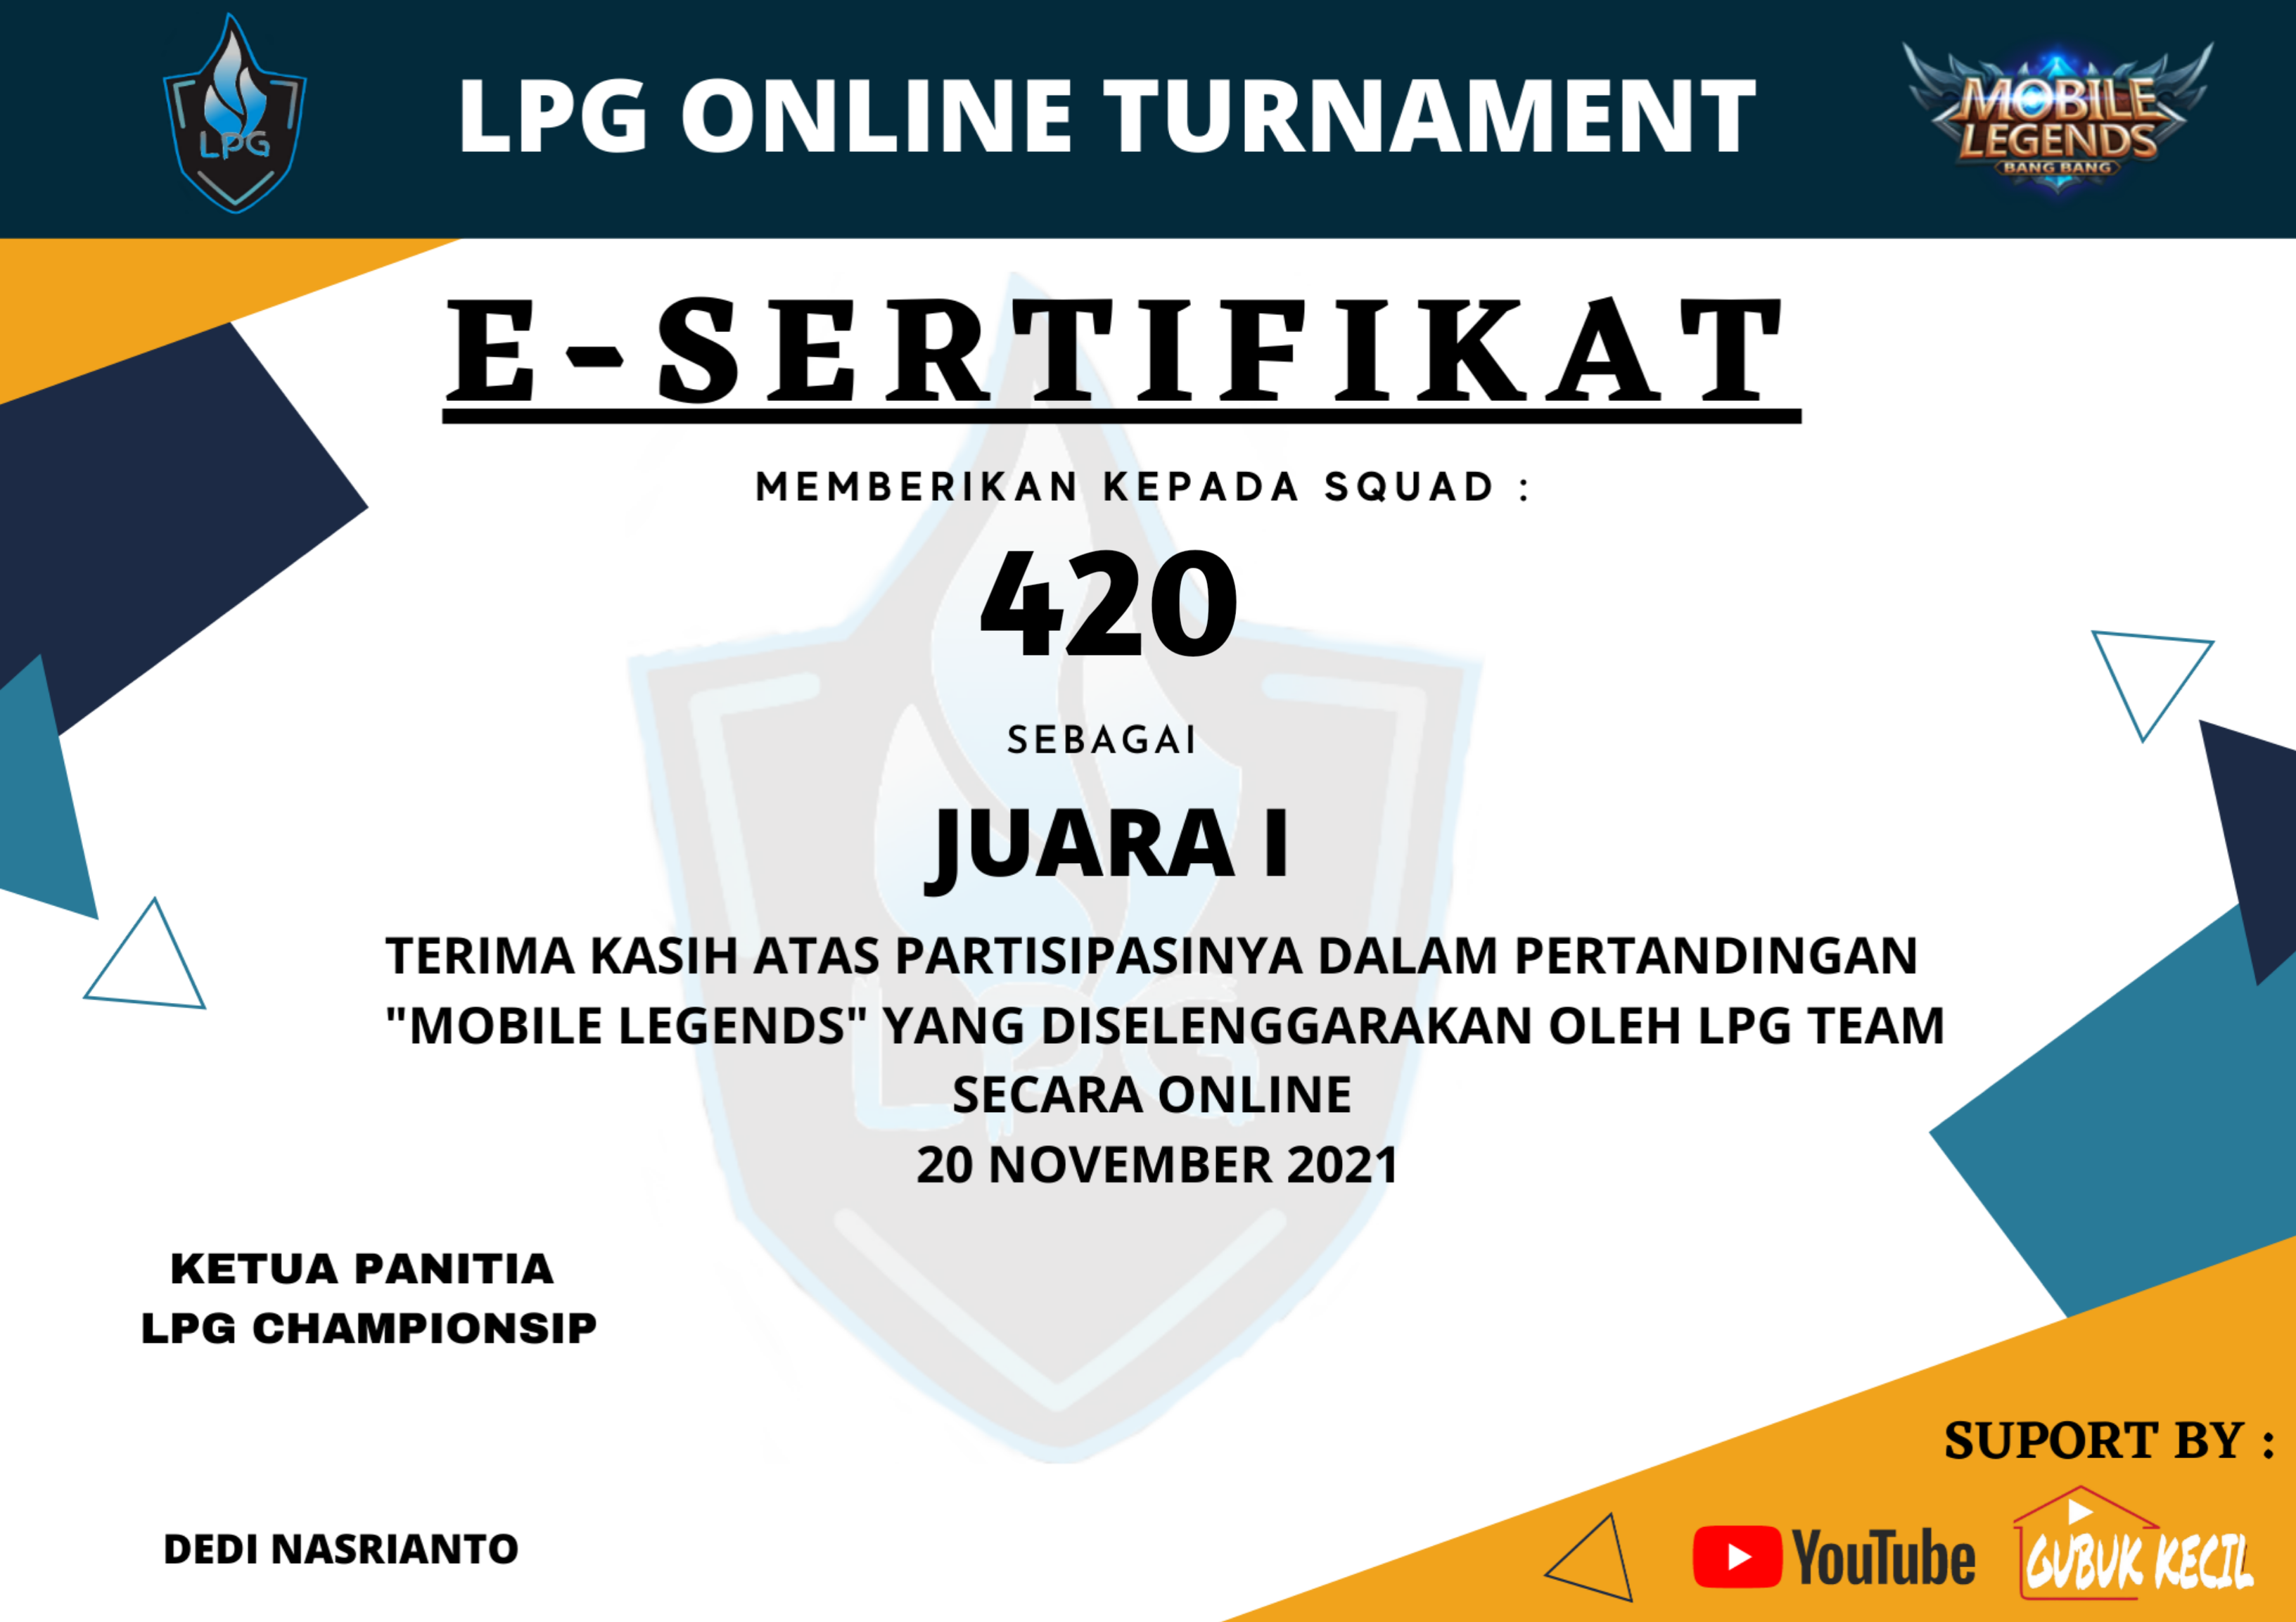 LPG
LPG ONLINE TURNAMENT
MOBILE
LEGENDS
BANG BANG
E-SERTIFIKAT
MEMBERIKAN KEPADA SQUAD :
420
SEBAGAI
JUARA I
TERIMA KASIH ATAS PARTISIPASINYA DALAM PERTANDINGAN
"MOBILE LEGENDS" YANG DISELENGGARAKAN OLEH LPG TEAM
SECARA ONLINE
20 NOVEMBER 2021
LPG
KETUA PANITIA
LPG CHAMPIONSIP
DEDI NASRIANTO
SUPORT BY :
YouTube
GUBUK KECIL